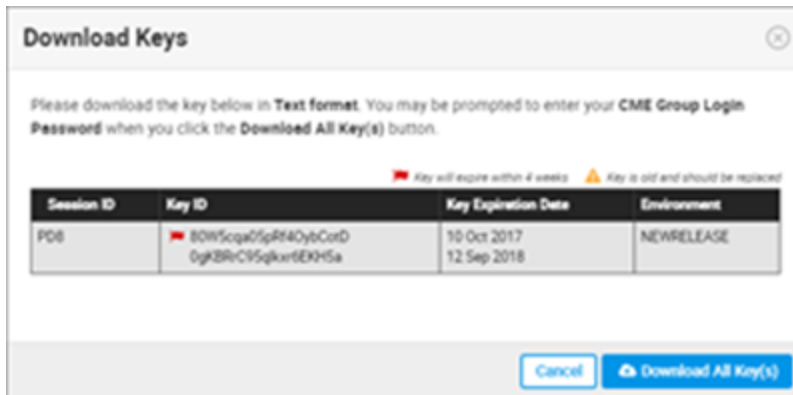 Download Keys
Please download the key below in Text format. You may be prompted to enter your CME Group Login
Password when you click the Download All Key(s) button.
Key will expire within 4 weeks Key is old and should be replaced
Session ID Key ID Key Expiration Date Environment
PD8 10 Oct 2017 NEWRELEASE
12 Sep 2018
Cancel Download All Key(s)